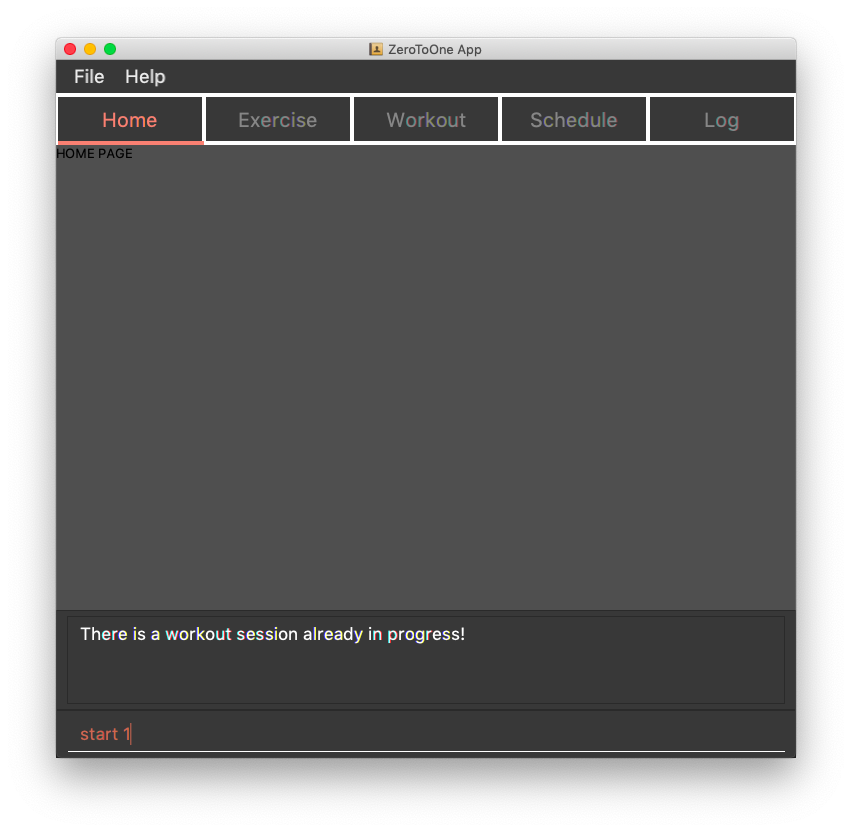 ZeroToOne App
File Help
Home Exercise Workout Schedule Log
HOME PAGE
There is a workout session already in progress!
start 1